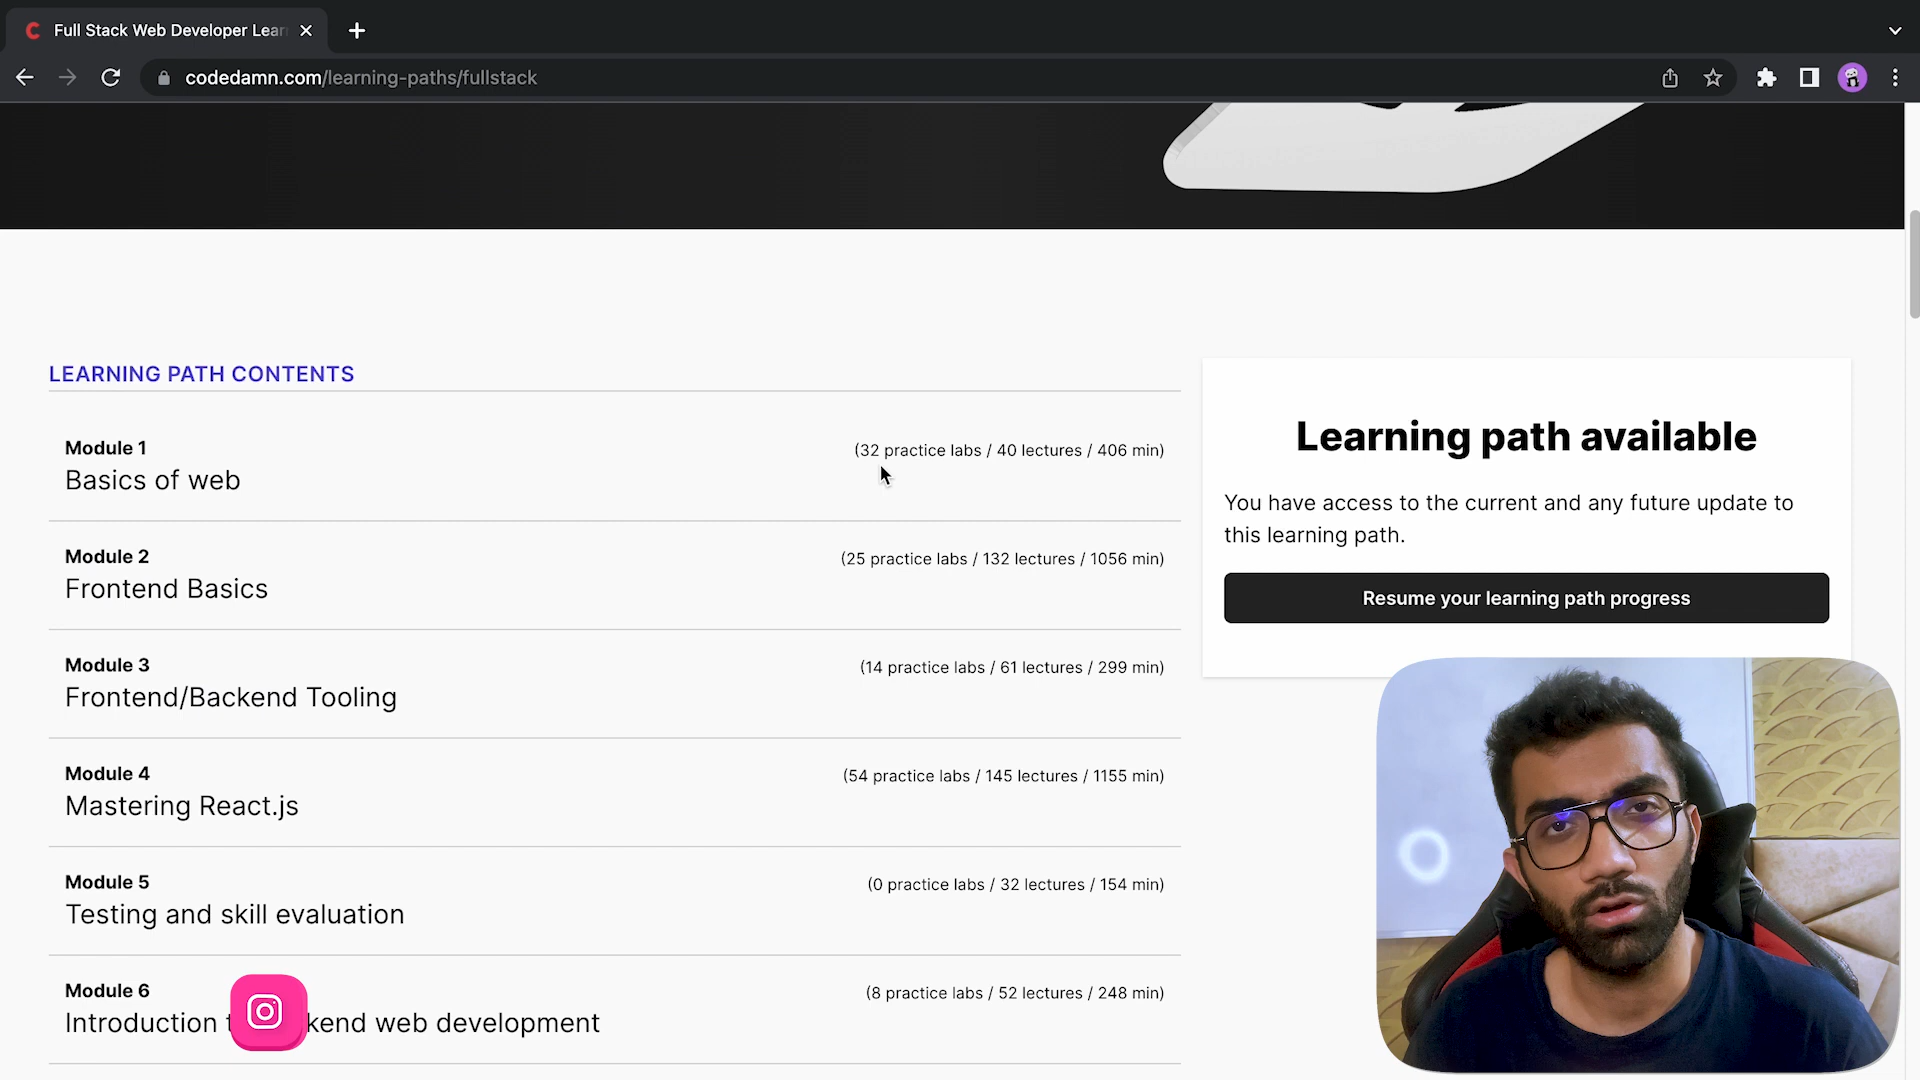 Full Stack Web Developer Lear
codedamn.com/learning-paths/fullstack
LEARNING PATH CONTENTS
Module 1
(32 practice labs / 40 lectures / 406 min)
Basics of web
Module 2
(25 practice labs / 132 lectures / 1056 min)
Frontend Basics
Module 3
(14 practice labs / 61 lectures / 299 min)
Frontend/Backend Tooling
Module 4
(54 practice labs / 145 lectures / 1155 min)
Mastering React.js
Module 5
(0 practice labs / 32 lectures / 154 min)
Testing and skill evaluation
Module 6
(8 practice labs / 52 lectures / 248 min)
Introduction t kend web development
Learning path available
You have access to the current and any future update to
this learning path.
Resume your learning path progress